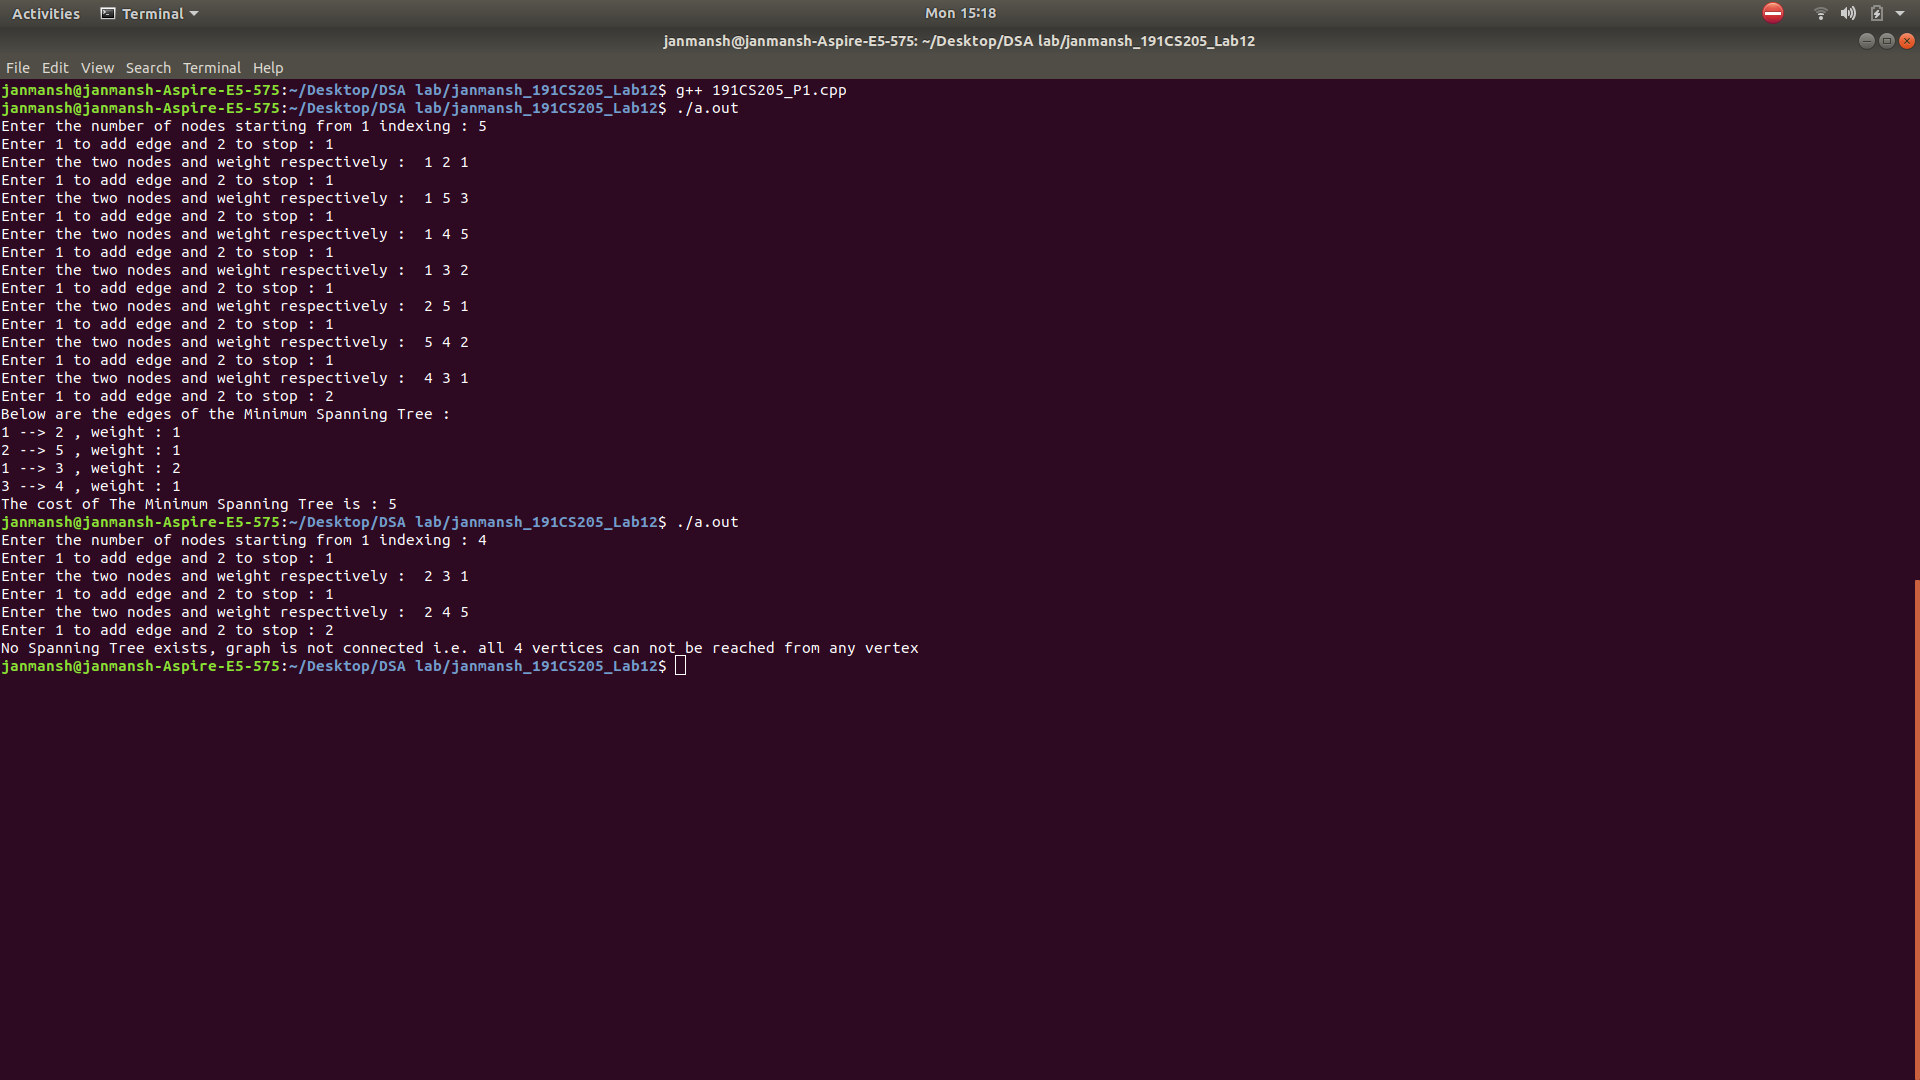 Activities Terminal Mon 15:18
janmansh@janmansh-Aspire-E5-575: ~/Desktop/DSA lab/janmansh_191CS205_Lab12
File Edit View Search Terminal Help
janmansh@janmansh-Aspire-E5-575:~/Desktop/DSA lab/janmansh_191CS205_Lab12$ g++ 191CS205_P1.cpp
janmansh@janmansh-Aspire-E5-575:~/Desktop/DSA lab/janmansh_191CS205_Lab12$ ./a.out
Enter the number of nodes starting from 1 indexing : 5
Enter 1 to add edge and 2 to stop : 1
Enter the two nodes and weight respectively :  1 2 1
Enter 1 to add edge and 2 to stop : 1
Enter the two nodes and weight respectively :  1 5 3
Enter 1 to add edge and 2 to stop : 1
Enter the two nodes and weight respectively :  1 4 5
Enter 1 to add edge and 2 to stop : 1
Enter the two nodes and weight respectively :  1 3 2
Enter 1 to add edge and 2 to stop : 1
Enter the two nodes and weight respectively :  2 5 1
Enter 1 to add edge and 2 to stop : 1
Enter the two nodes and weight respectively :  5 4 2
Enter 1 to add edge and 2 to stop : 1
Enter the two nodes and weight respectively :  4 3 1
Enter 1 to add edge and 2 to stop : 2
Below are the edges of the Minimum Spanning Tree :
1 --> 2 , weight : 1
2 --> 5 , weight : 1
1 --> 3 , weight : 2
3 --> 4 , weight : 1
The cost of The Minimum Spanning Tree is : 5
janmansh@janmansh-Aspire-E5-575:~/Desktop/DSA lab/janmansh_191CS205_Lab12$ ./a.out
Enter the number of nodes starting from 1 indexing : 4
Enter 1 to add edge and 2 to stop : 1
Enter the two nodes and weight respectively :  2 3 1
Enter 1 to add edge and 2 to stop : 1
Enter the two nodes and weight respectively :  2 4 5
Enter 1 to add edge and 2 to stop : 2
No Spanning Tree exists, graph is not connected i.e. all 4 vertices can not be reached from any vertex
janmansh@janmansh-Aspire-E5-575:~/Desktop/DSA lab/janmansh_191CS205_Lab12$